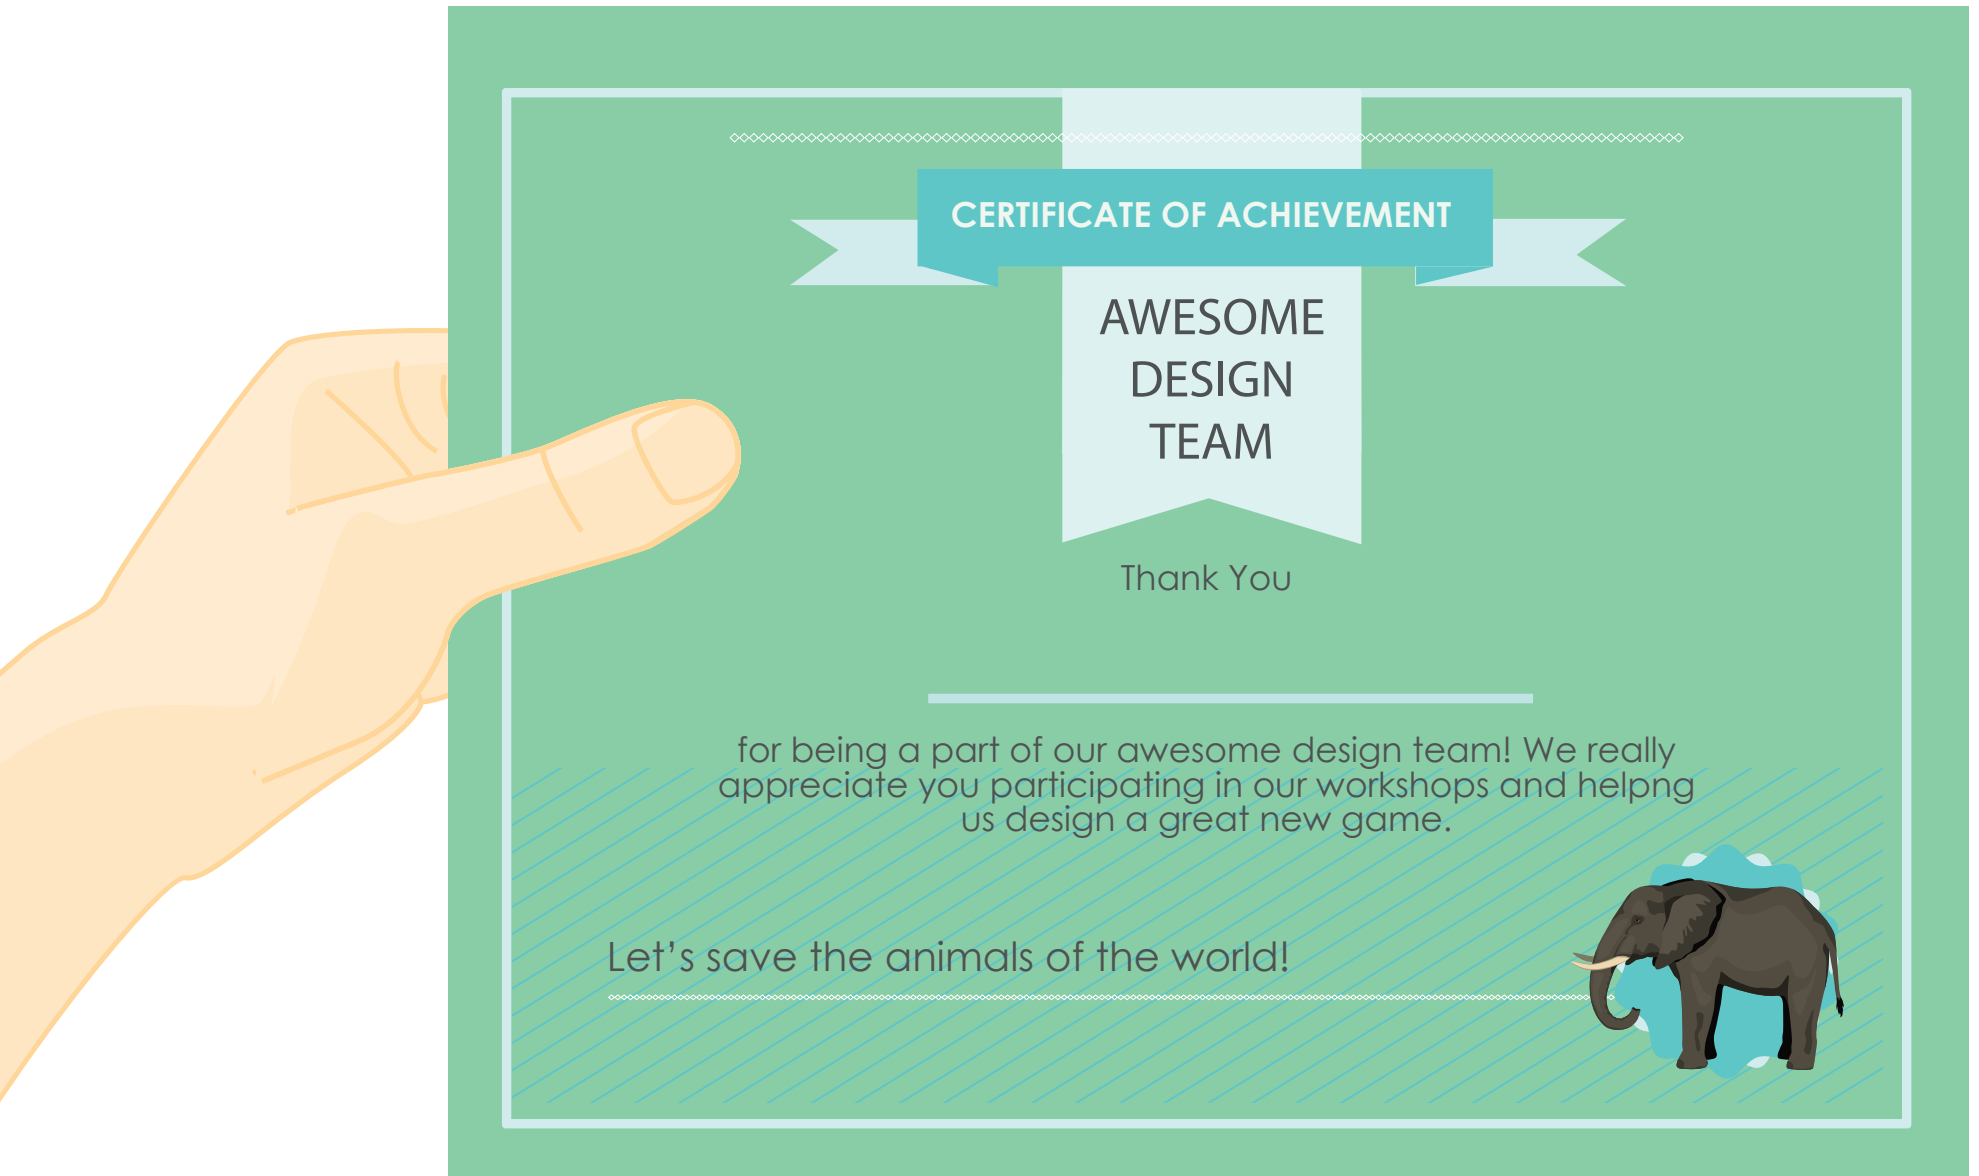 CERTIFICATE OF ACHIEVEMENT
AWESOME
DESIGN
TEAM
Thank You
for being a part of our awesome design team! We really
appreciate you participating in our workshops and helpng
us design a great new game.
Let's save the animals of the world!